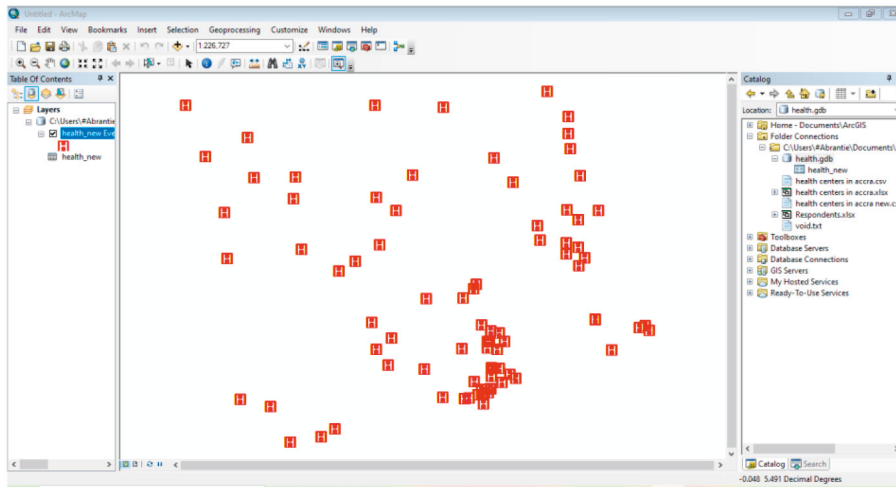 Untitled - ArcMap
File Edit View Bookmarks Insert Selection Geoprocessing Customize Windows Help
1:226,727
Table Of Contents
Layers
C:\Users\#Abrantie
health_new Eve
health_new
Catalog
Location: health.gdb
Home - Documents\ArcGIS
Folder Connections
C:\Users\#Abrantie\Documents\
health.gdb
health_new
health centers in accra.csv
health centers in accra.xlsx
health centers in accra new.c
Respondents.xlsx
void.txt
Toolboxes
Database Servers
Database Connections
GIS Servers
My Hosted Services
Ready-To-Use Services
Catalog Search
-0.048 5.491 Decimal Degrees